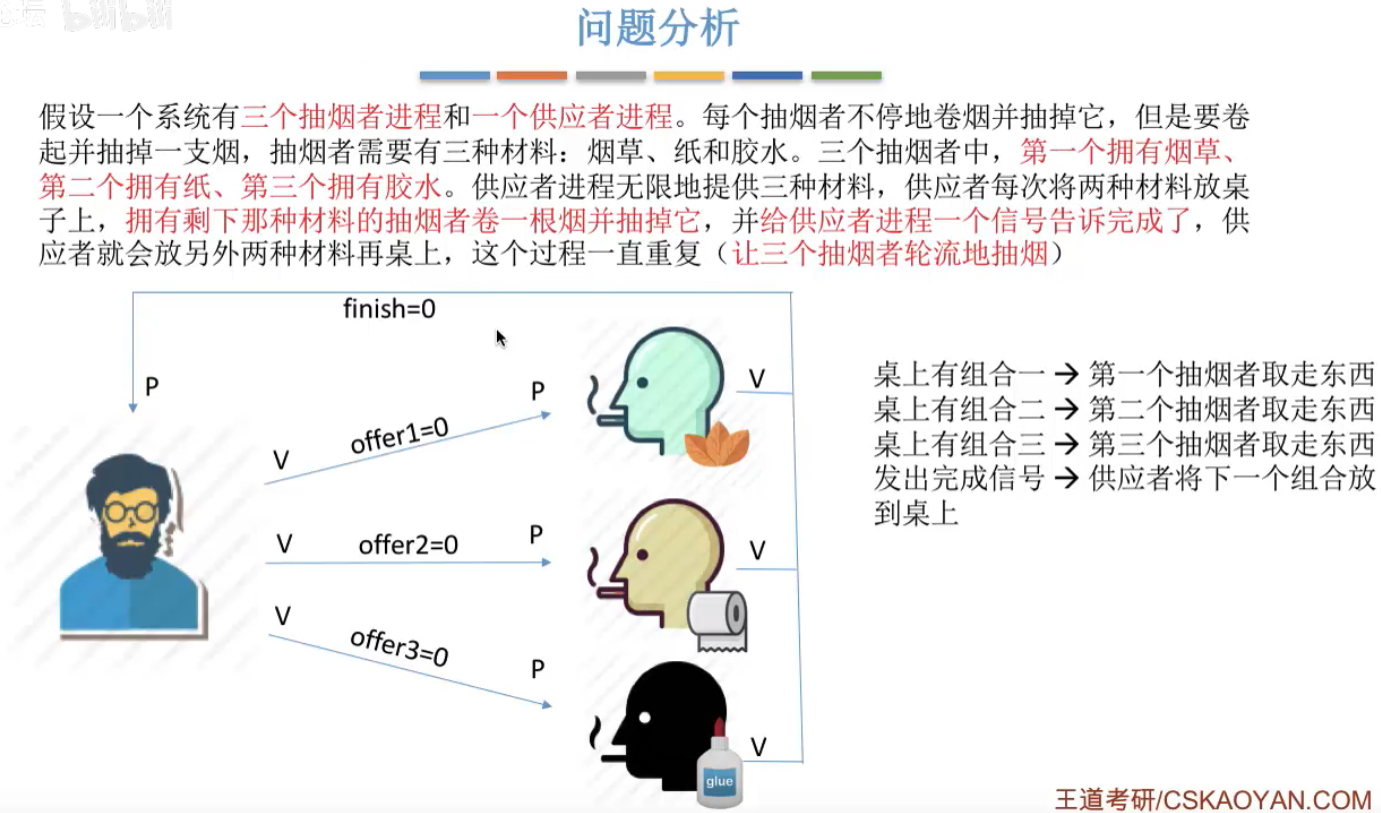 bilibili
问题分析
假设一个系统有三个抽烟者进程和一个供应者进程。每个抽烟者不停地卷烟并抽掉它，但是要卷
起并抽掉一支烟，抽烟者需要有三种材料：烟草、纸和胶水。三个抽烟者中，第一个拥有烟草、
第二个拥有纸、第三个拥有胶水。供应者进程无限地提供三种材料，供应者每次将两种材料放桌
子上，拥有剩下那种材料的抽烟者卷一根烟并抽掉它，并给供应者进程一个信号告诉完成了，供
应者就会放另外两种材料再桌上，这个过程一直重复（让三个抽烟者轮流地抽烟）
finish=0
P
V
offer1=0
P
V
V
offer2=0
P
V
V
offer3=0
P
V
glue
桌上有组合一 → 第一个抽烟者取走东西
桌上有组合二 → 第二个抽烟者取走东西
桌上有组合三 → 第三个抽烟者取走东西
发出完成信号 → 供应者将下一个组合放
到桌上
王道考研/CSKAOYAN.COM